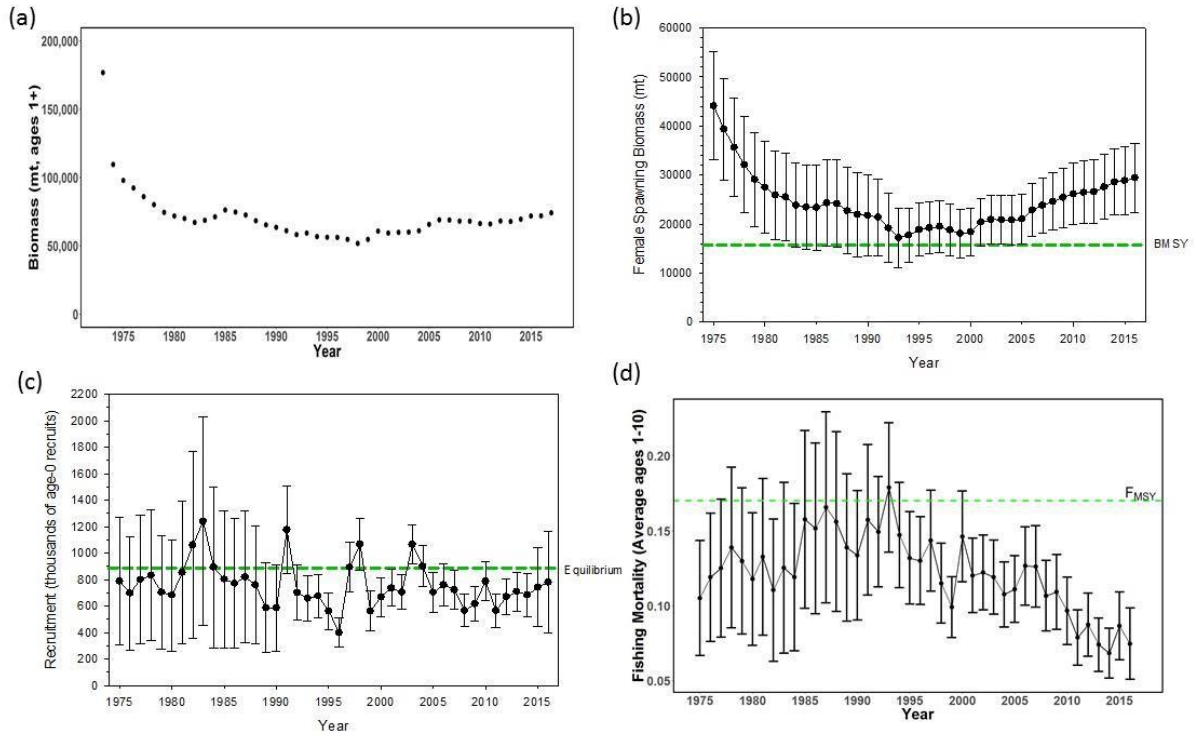 (a)
200,000
150,000
100,000
50,000
0
Biomass (mt, ages 1+)
1975 1980 1985 1990 1995 2000 2005 2010 2015
Year
(b)
60000
50000
40000
30000
20000
10000
0
Female Spawning Biomass (mt)
BMSY
1975 1980 1985 1990 1995 2000 2005 2010 2015
Year
(c)
2200
2000
1800
1600
1400
1200
1000
800
600
400
200
0
Recruitment (thousands of age-0 recruits)
Equilibrium
1975 1980 1985 1990 1995 2000 2005 2010 2015
Year
(d)
0.20
0.15
0.10
0.05
Fishing Mortality (Average ages 1-10)
FMSY
1975 1980 1985 1990 1995 2000 2005 2010 2015
Year